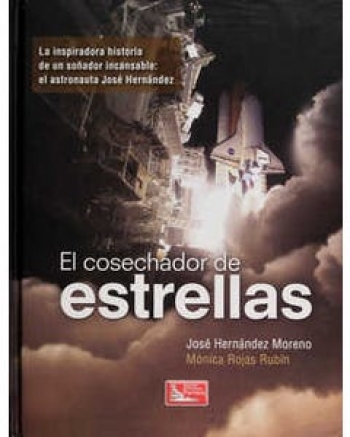 La inspiradora historia
de un soñador incansable:
el astronauta José Hernández
El cosechador de
estrellas
José Hernández Moreno
Mónica Rojas Rubín